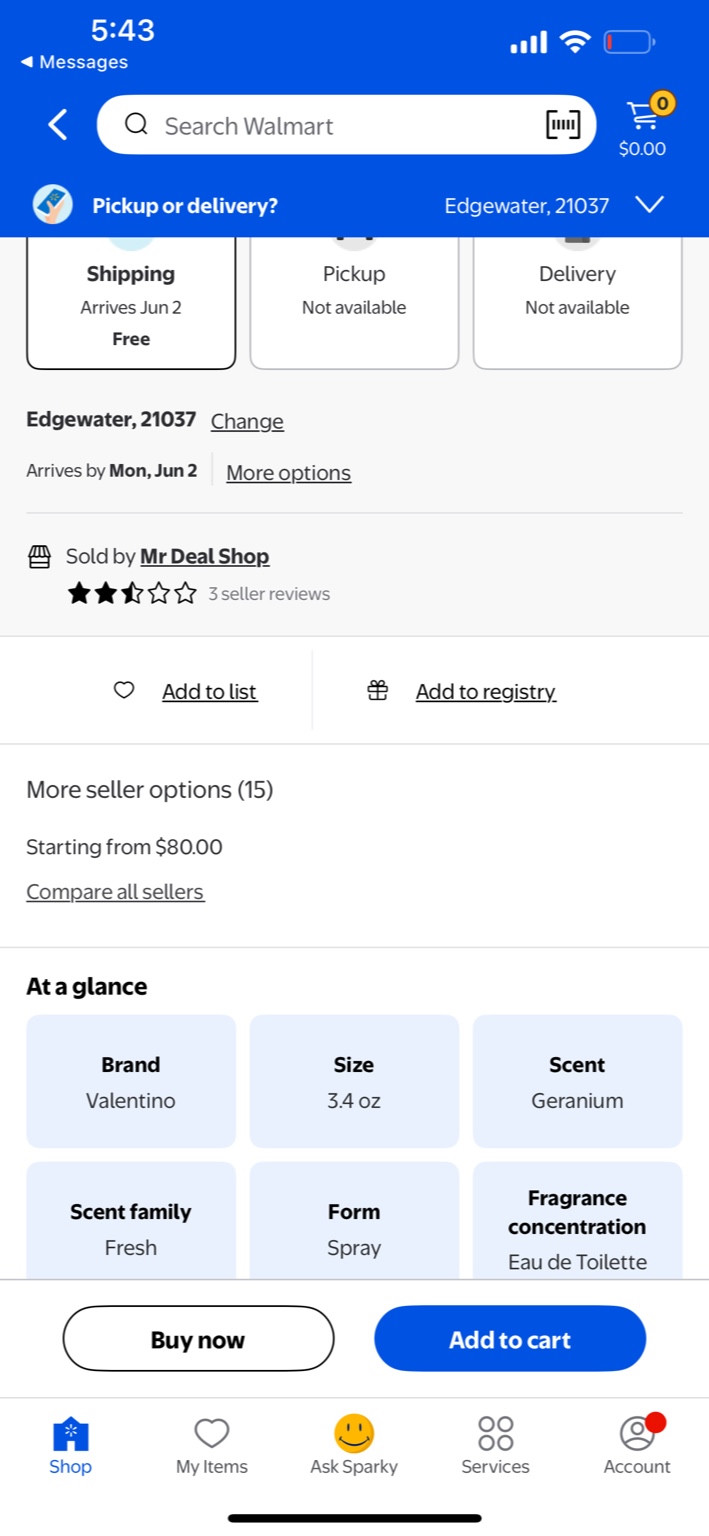 5:43
Messages
Search Walmart
0
$0.00
Pickup or delivery?
Edgewater, 21037
Shipping
Arrives Jun 2
Free
Pickup
Not available
Delivery
Not available
Edgewater, 21037 Change
Arrives by Mon, Jun 2 More options
Sold by Mr Deal Shop
3 seller reviews
Add to list
Add to registry
More seller options (15)
Starting from $80.00
Compare all sellers
At a glance
Brand
Valentino
Size
3.4 oz
Scent
Geranium
Scent family
Fresh
Form
Spray
Fragrance
concentration
Eau de Toilette
Buy now
Add to cart
Shop
My Items
Ask Sparky
Services
Account